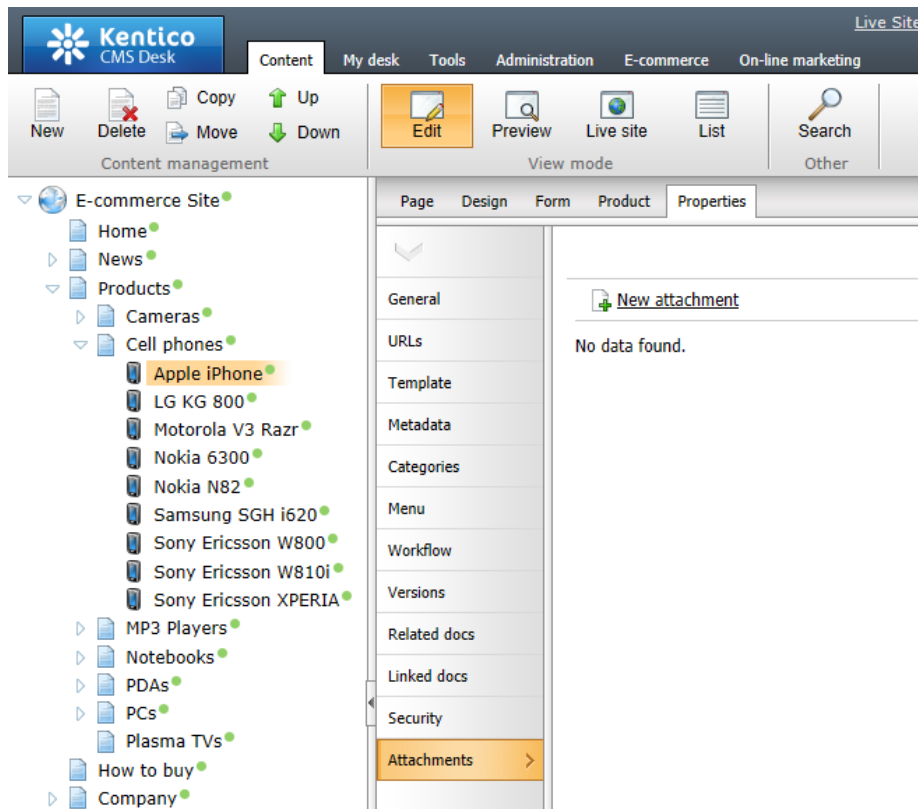 Live Site
Kentico
CMS Desk
Content My desk Tools Administration E-commerce On-line marketing
New Delete Copy Move Up Down
Content management
Edit Preview Live site List
View mode
Search
Other
E-commerce Site
Home
News
Products
Cameras
Cell phones
Apple iPhone
LG KG 800
Motorola V3 Razr
Nokia 6300
Nokia N82
Samsung SGH i620
Sony Ericsson W800
Sony Ericsson W810i
Sony Ericsson XPERIA
MP3 Players
Notebooks
PDAs
PCs
Plasma TVs
How to buy
Company
Page Design Form Product Properties
General
URLs
Template
Metadata
Categories
Menu
Workflow
Versions
Related docs
Linked docs
Security
Attachments
New attachment
No data found.